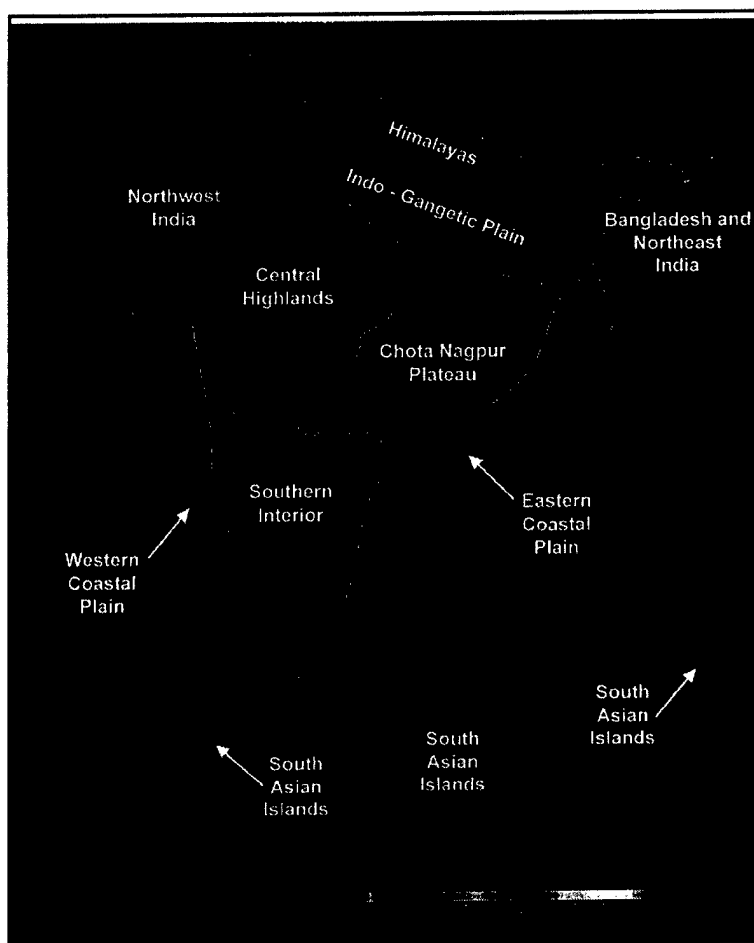 Himalayas
Indo - Gangetic Plain
Northwest
India
Bangladesh and
Northeast
India
Central
Highlands
Chota Nagpur
Plateau
Southern
Interior
Eastern
Coastal
Plain
Western
Coastal
Plain
South
Asian
Islands
South
Asian
Islands
South
Asian
Islands